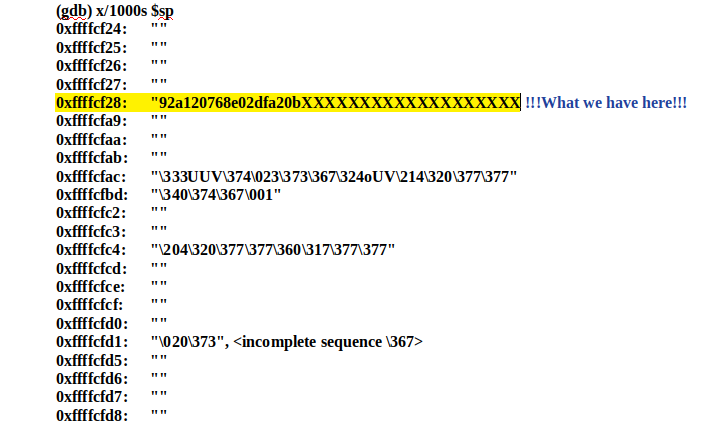 (gdb) x/1000s $sp
0xffffcf24: ""
0xffffcf25: ""
0xffffcf26: ""
0xffffcf27: ""
0xffffcf28: "92a120768e02dfa20bXXXXXXXXXXXXXXXXXXX !!!What we have here!!!
0xffffcfa9: ""
0xffffcfaa: ""
0xffffcfab: ""
0xffffcfac: "\333UUV\374\023\373\367\324oUV\214\320\377\377"
0xffffcfbd: "\340\374\367\001"
0xffffcfc2: ""
0xffffcfc3: ""
0xffffcfc4: "\204\320\377\377\360\317\377\377"
0xffffcfcd: ""
0xffffcfce: ""
0xffffcfcf: ""
0xffffcfd0: ""
0xffffcfd1: "\020\373", <incomplete sequence \367>
0xffffcfd5: ""
0xffffcfd6: ""
0xffffcfd7: ""
0xffffcfd8: ""